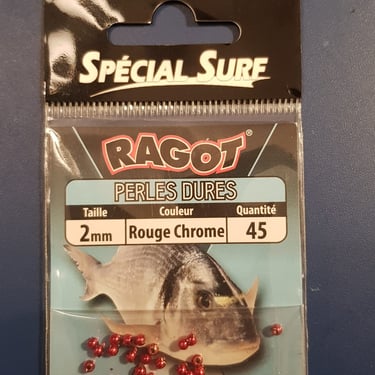 SPÉCIAL SURF
RAGOT®
PERLES DURES
Taille Couleur Quantité
2mm Rouge Chrome 45